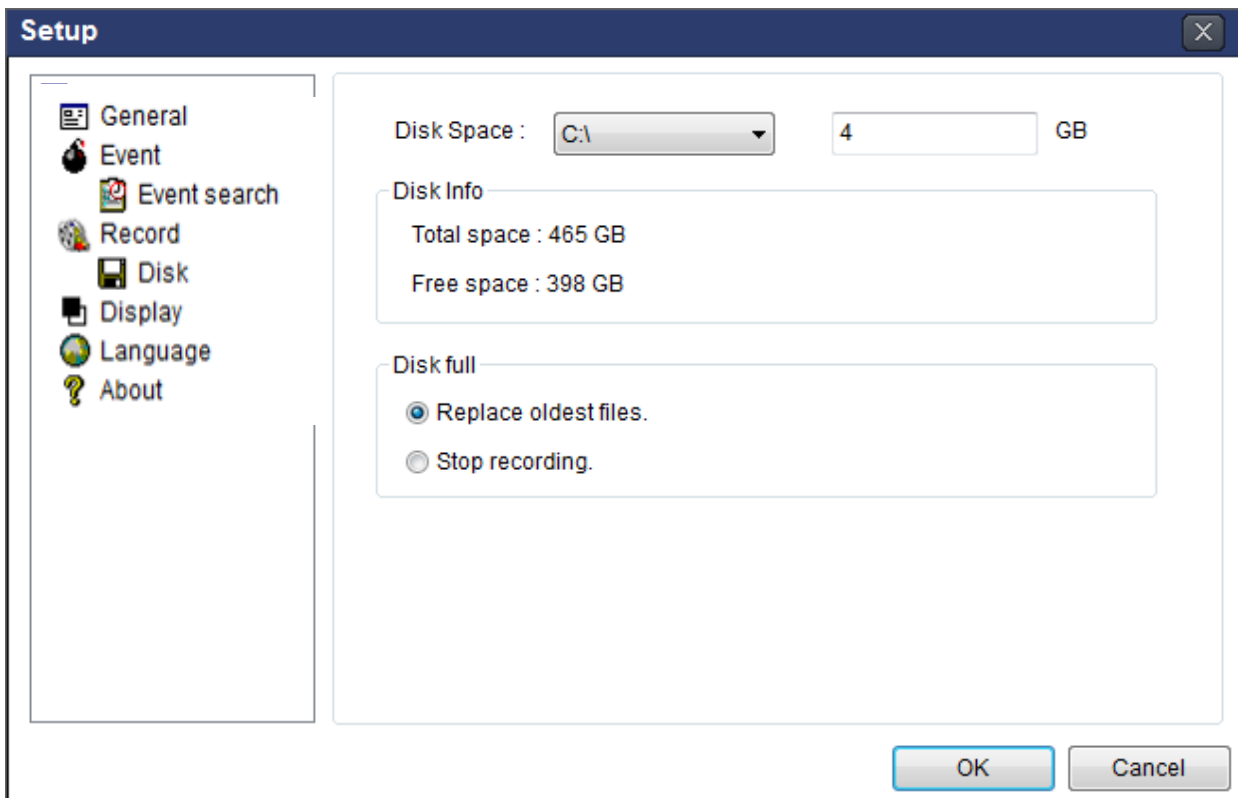 Setup
General
Event
Event search
Record
Disk
Display
Language
About
Disk Space : C:\ 4 GB
Disk Info
Total space : 465 GB
Free space : 398 GB
Disk full
Replace oldest files.
Stop recording.
OK Cancel